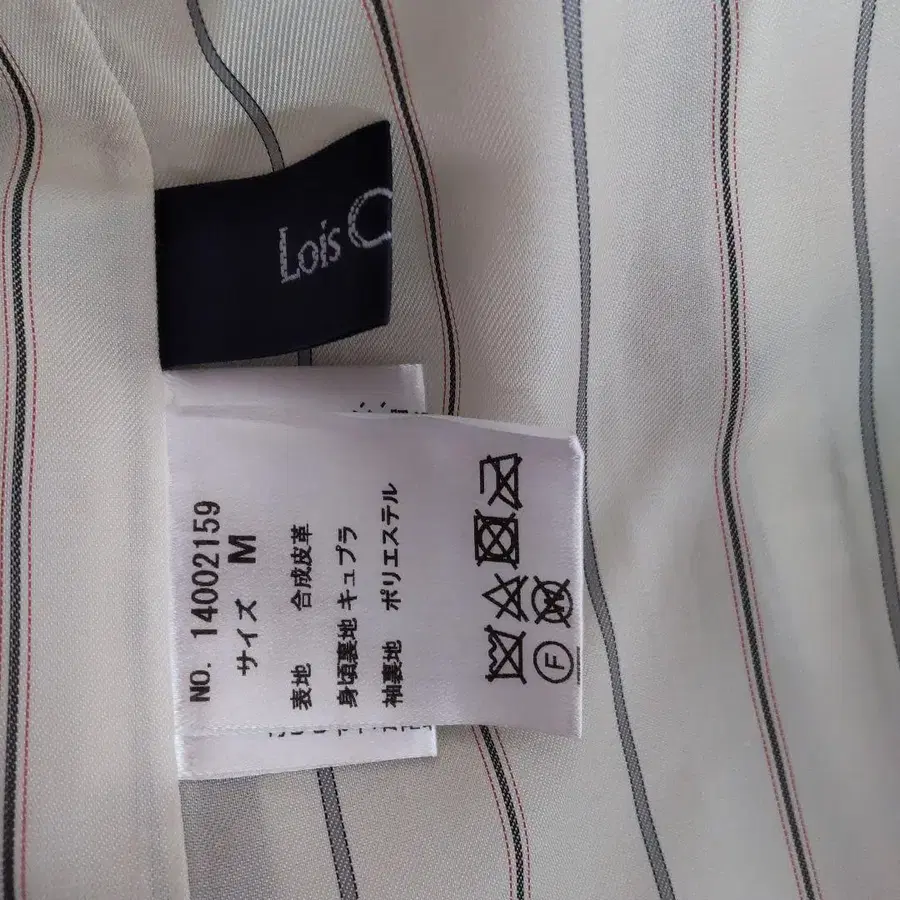 Lois C
NO. 14002159
サイズ M
表地 合成皮革
身頃裏地 キュプラ
袖裏地 ポリエステル
F W